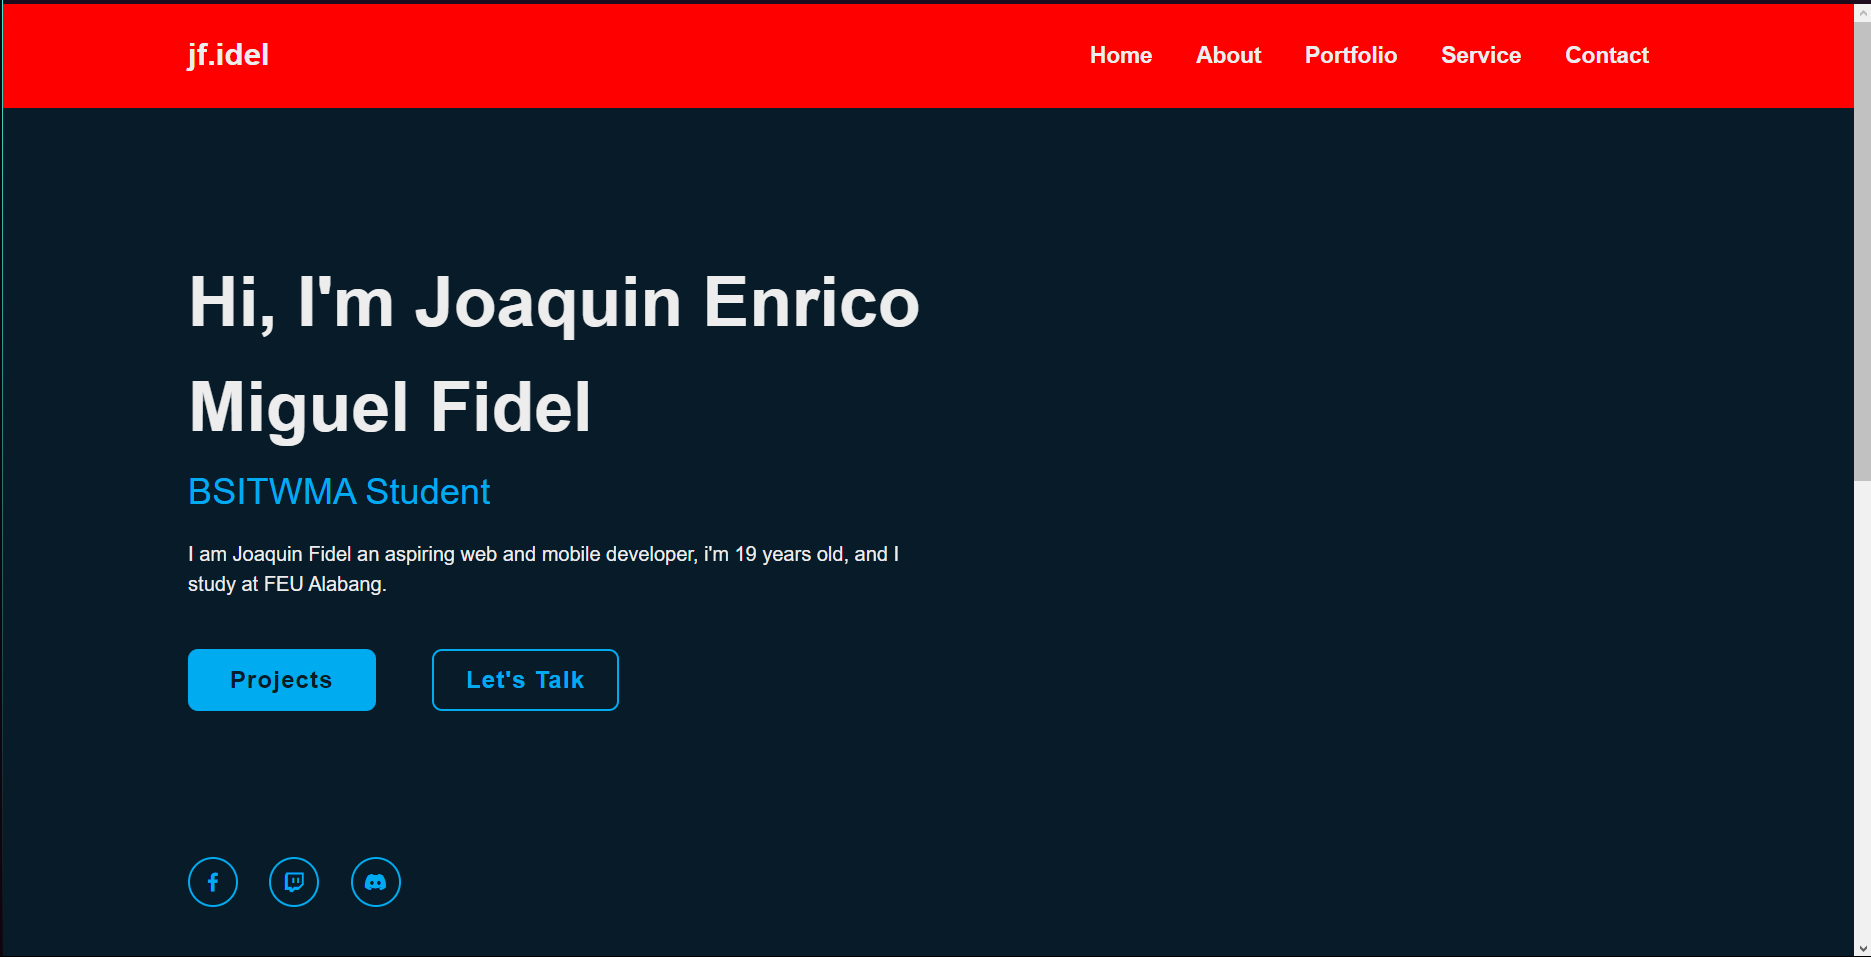 jf.idel
Home About Portfolio Service Contact
Hi, I'm Joaquin Enrico
Miguel Fidel
BSITWMA Student
I am Joaquin Fidel an aspiring web and mobile developer, i'm 19 years old, and I
study at FEU Alabang.
Projects Let's Talk